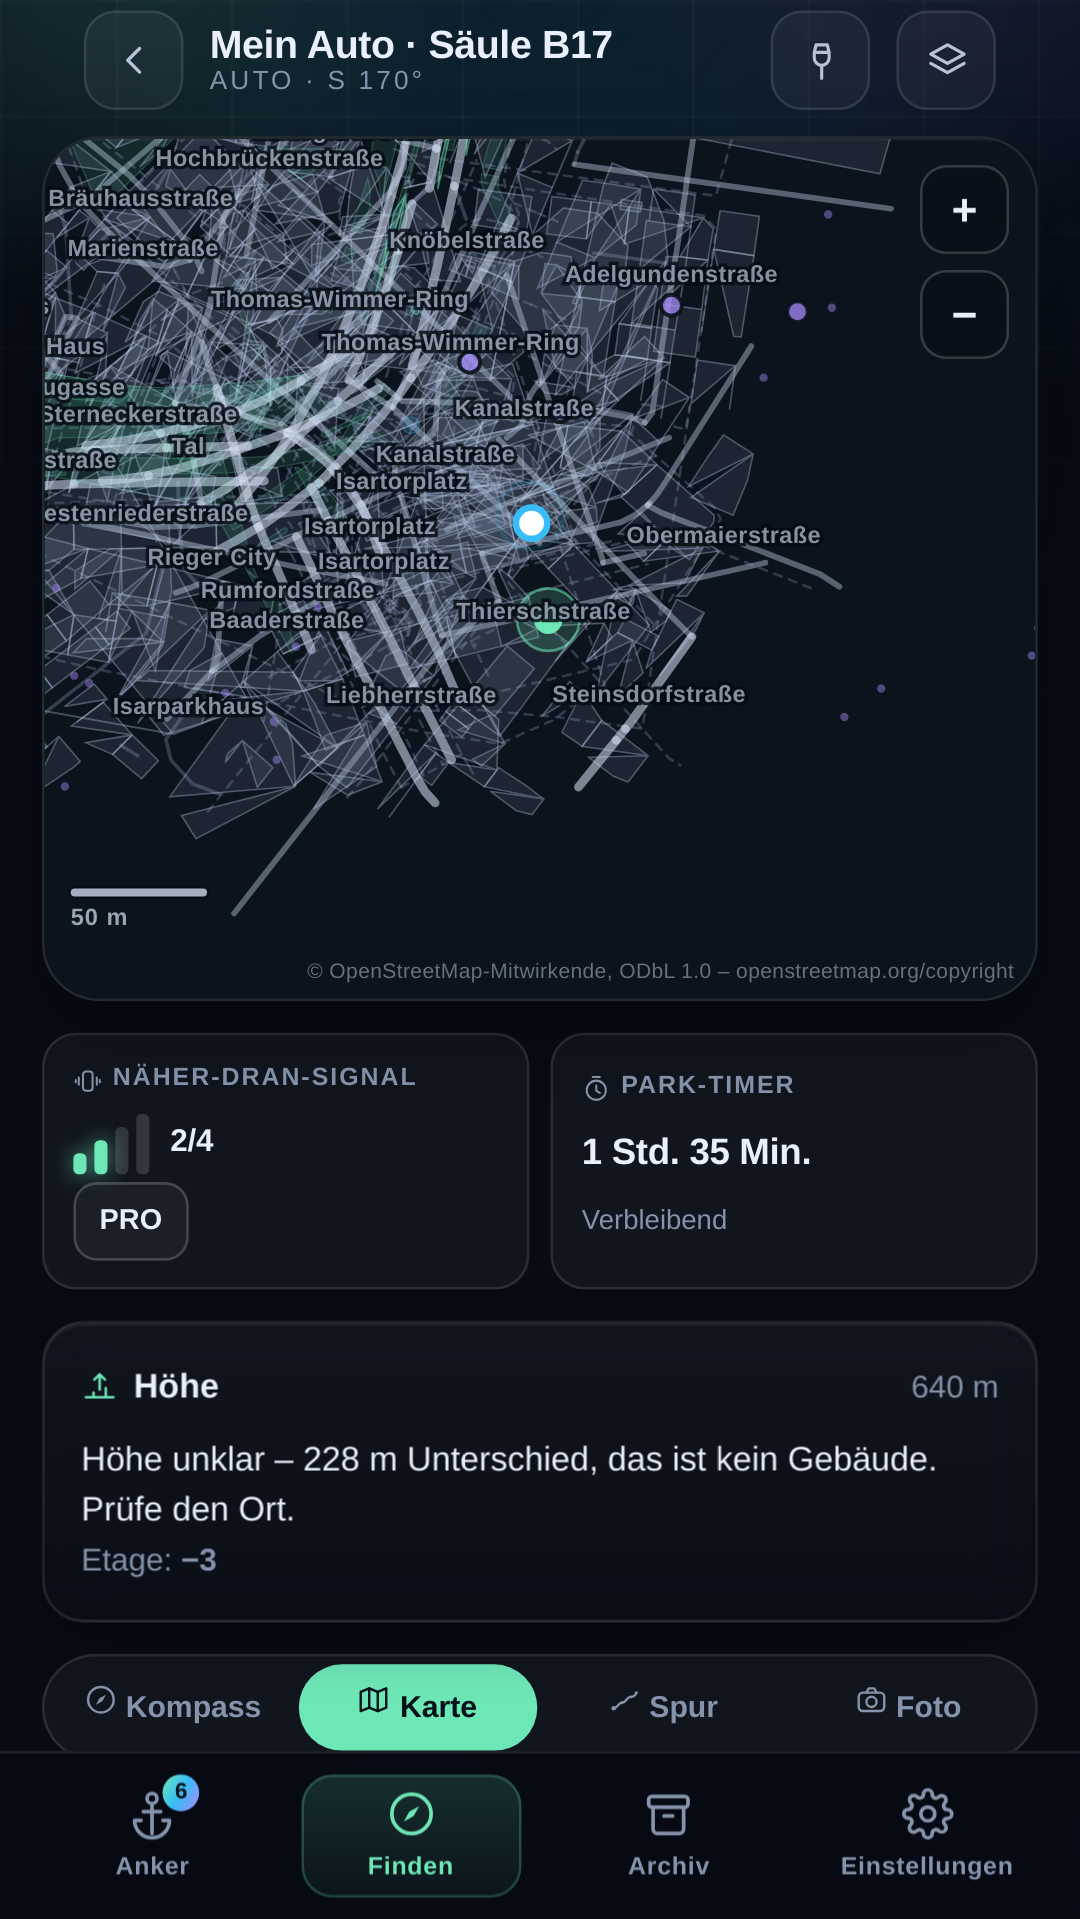 Mein Auto · Säule B17
AUTO · S 170°
Hochbrückenstraße
Bräuhausstraße
Marienstraße
Knöbelstraße
Adelgundenstraße
Thomas-Wimmer-Ring
Thomas-Wimmer-Ring
Haus
ugasse
Kanalstraße
Sterneckerstraße
Tal
Kanalstraße
straße
Isartorplatz
estenriederstraße
Isartorplatz
Obermaierstraße
Rieger City
Isartorplatz
Rumfordstraße
Thierschstraße
Baaderstraße
Liebherrstraße
Steinsdorfstraße
Isarparkhaus
+
−
50 m
© OpenStreetMap-Mitwirkende, ODbL 1.0 – openstreetmap.org/copyright
NÄHER-DRAN-SIGNAL
2/4
PRO
PARK-TIMER
1 Std. 35 Min.
Verbleibend
Höhe
640 m
Höhe unklar – 228 m Unterschied, das ist kein Gebäude.
Prüfe den Ort.
Etage: −3
Kompass
Karte
Spur
Foto
6
Anker
Finden
Archiv
Einstellungen